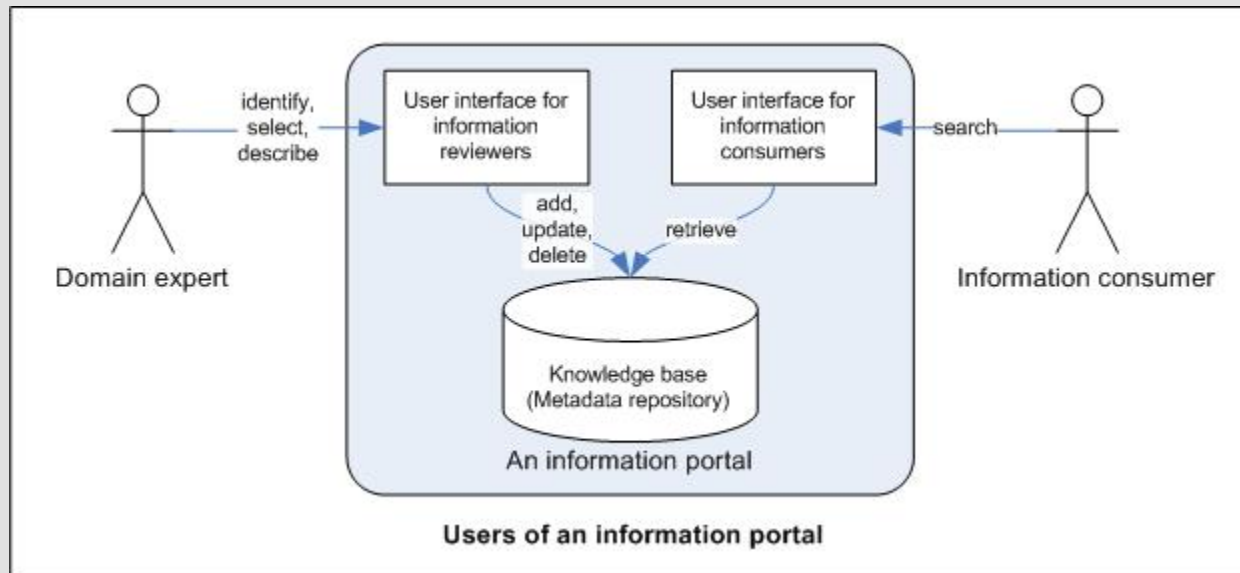 identify,
select,
describe
User interface for
information
reviewers
User interface for
information
consumers
search
add,
update,
delete
retrieve
Domain expert
Information consumer
Knowledge base
(Metadata repository)
An information portal
Users of an information portal